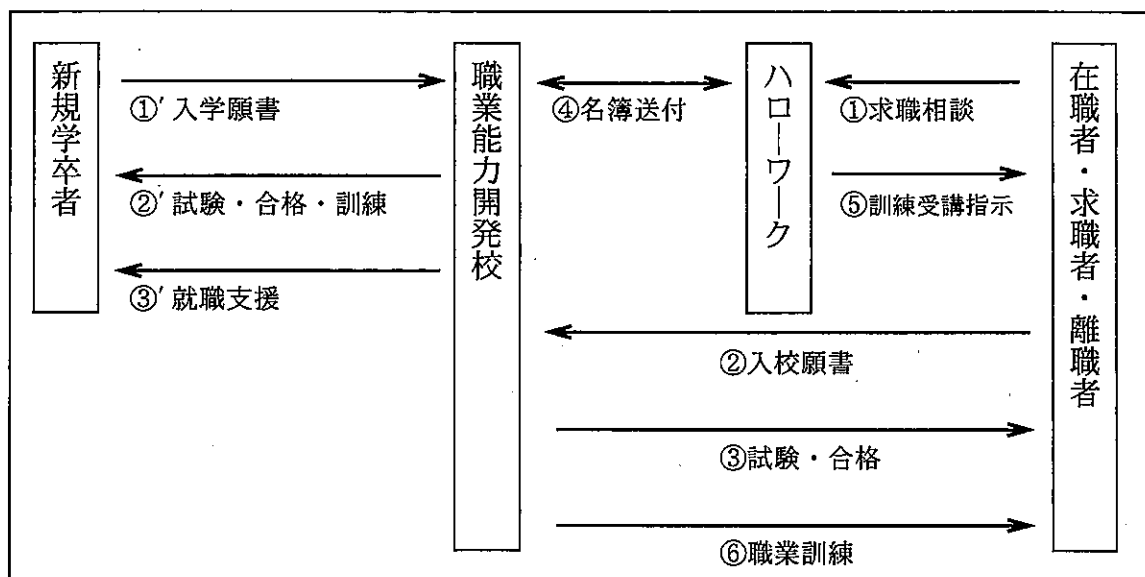 新規学卒者
職業能力開発校
ハローワーク
在職者・求職者・離職者
①′入学願書
②′試験・合格・訓練
③′就職支援
④名簿送付
①求職相談
⑤訓練受講指示
②入校願書
③試験・合格
⑥職業訓練